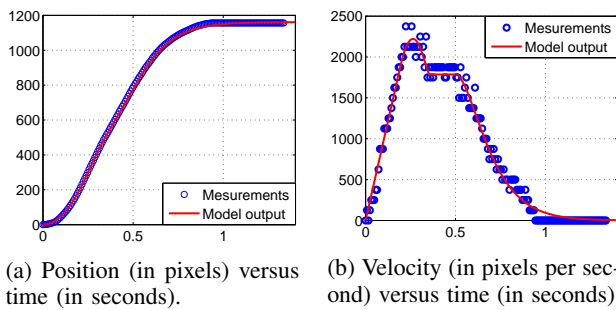 1200
1000
800
600
400
200
0
0
0.5
1
Mesurements
Model output
(a) Position (in pixels) versus
time (in seconds).
2500
2000
1500
1000
500
0
0
0.5
1
Mesurements
Model output
(b) Velocity (in pixels per sec-
ond) versus time (in seconds)